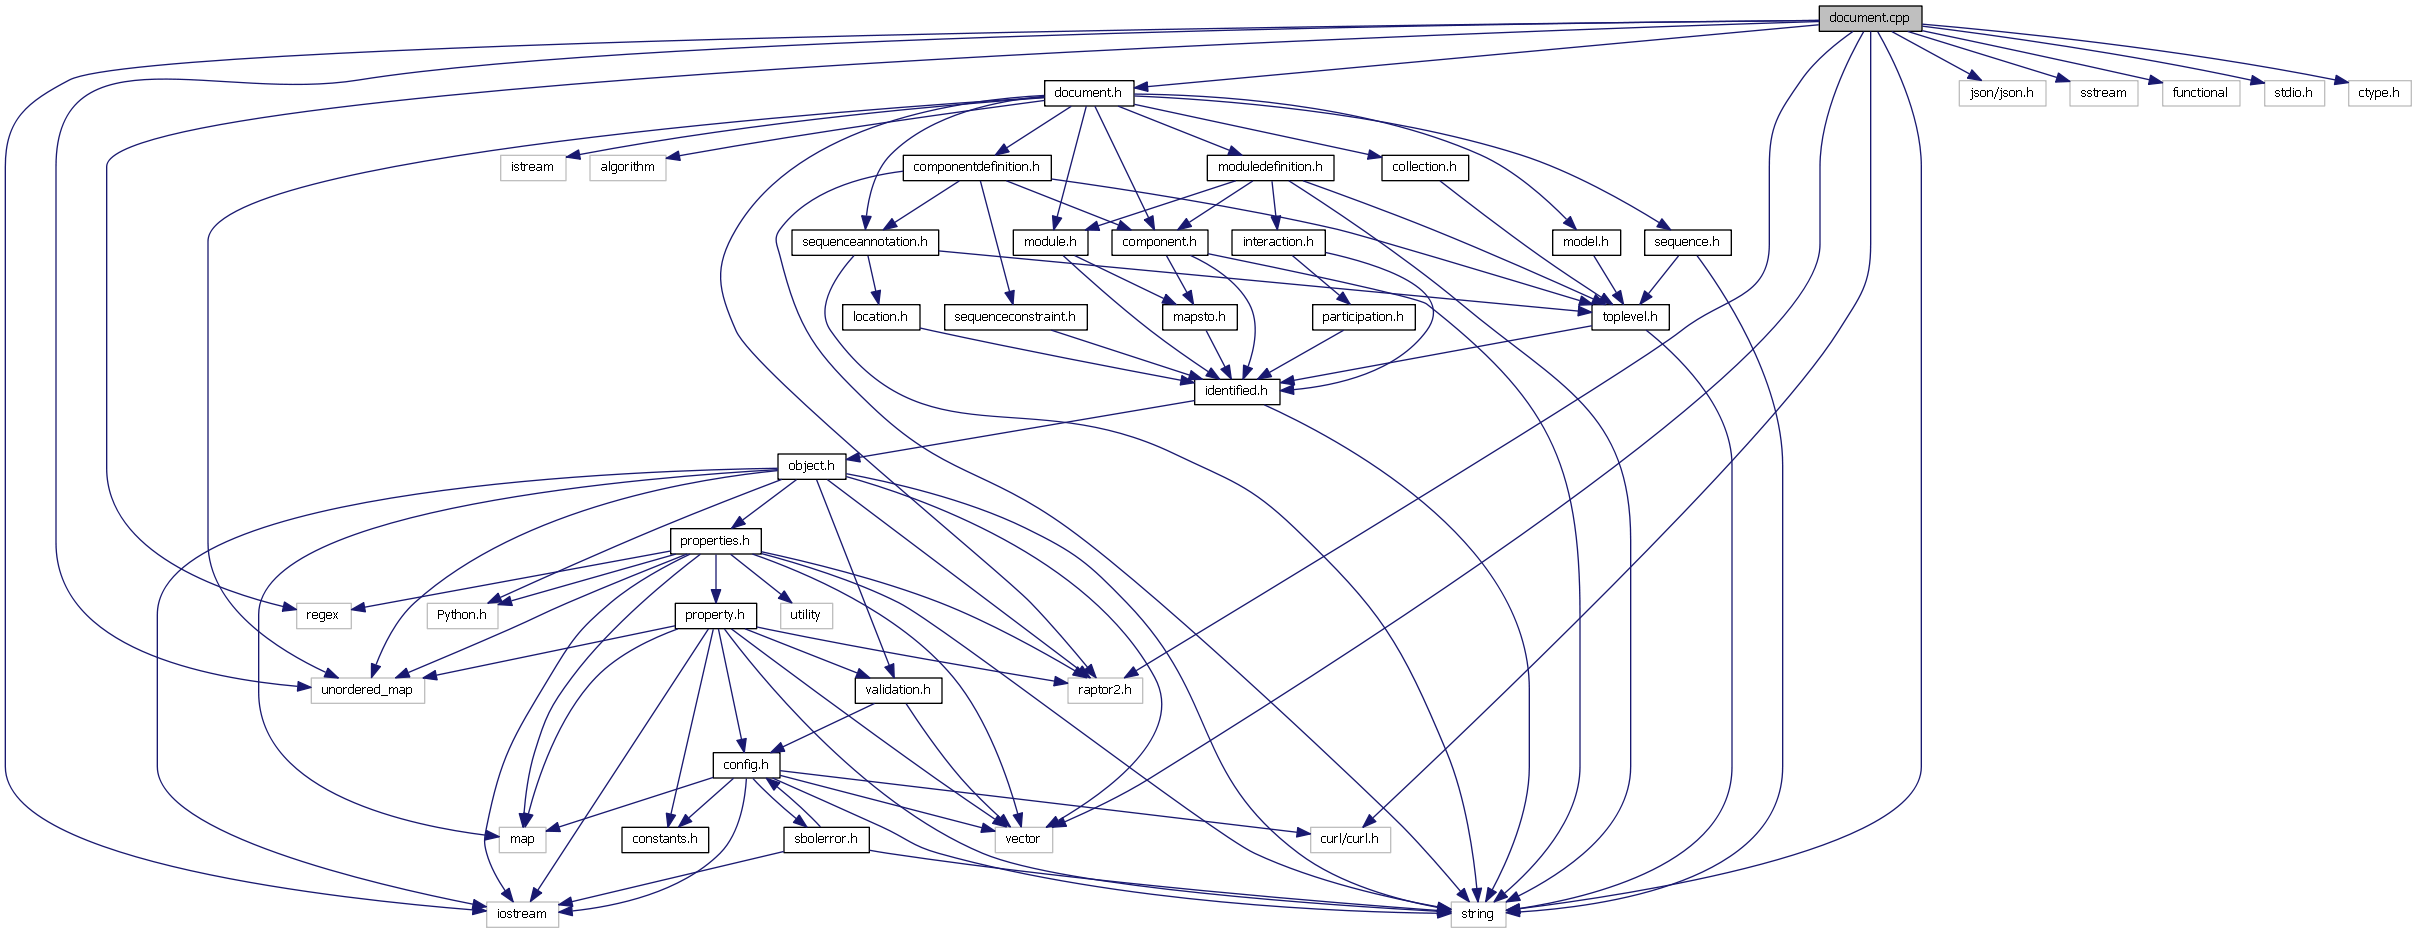 document.cpp
document.h
json/json.h
sstream
functional
stdio.h
ctype.h
istream
algorithm
componentdefinition.h
moduledefinition.h
collection.h
sequenceannotation.h
module.h
component.h
interaction.h
model.h
sequence.h
location.h
sequenceconstraint.h
mapsto.h
participation.h
toplevel.h
identified.h
object.h
properties.h
regex
Python.h
property.h
utility
unordered_map
validation.h
raptor2.h
config.h
map
constants.h
sbolerror.h
vector
curl/curl.h
iostream
string